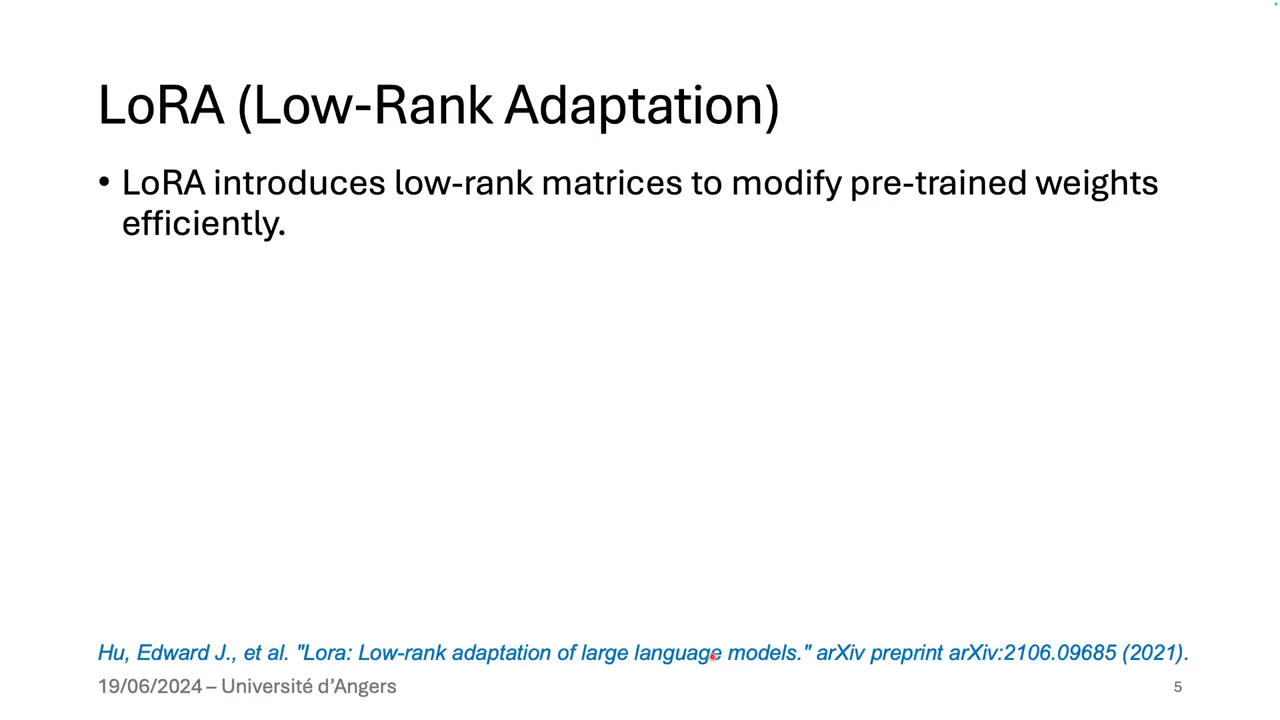 LoRA (Low-Rank Adaptation)
• LoRA introduces low-rank matrices to modify pre-trained weights
efficiently.
Hu, Edward J., et al. "Lora: Low-rank adaptation of large language models." arXiv preprint arXiv:2106.09685 (2021).
19/06/2024 – Université d’Angers
5